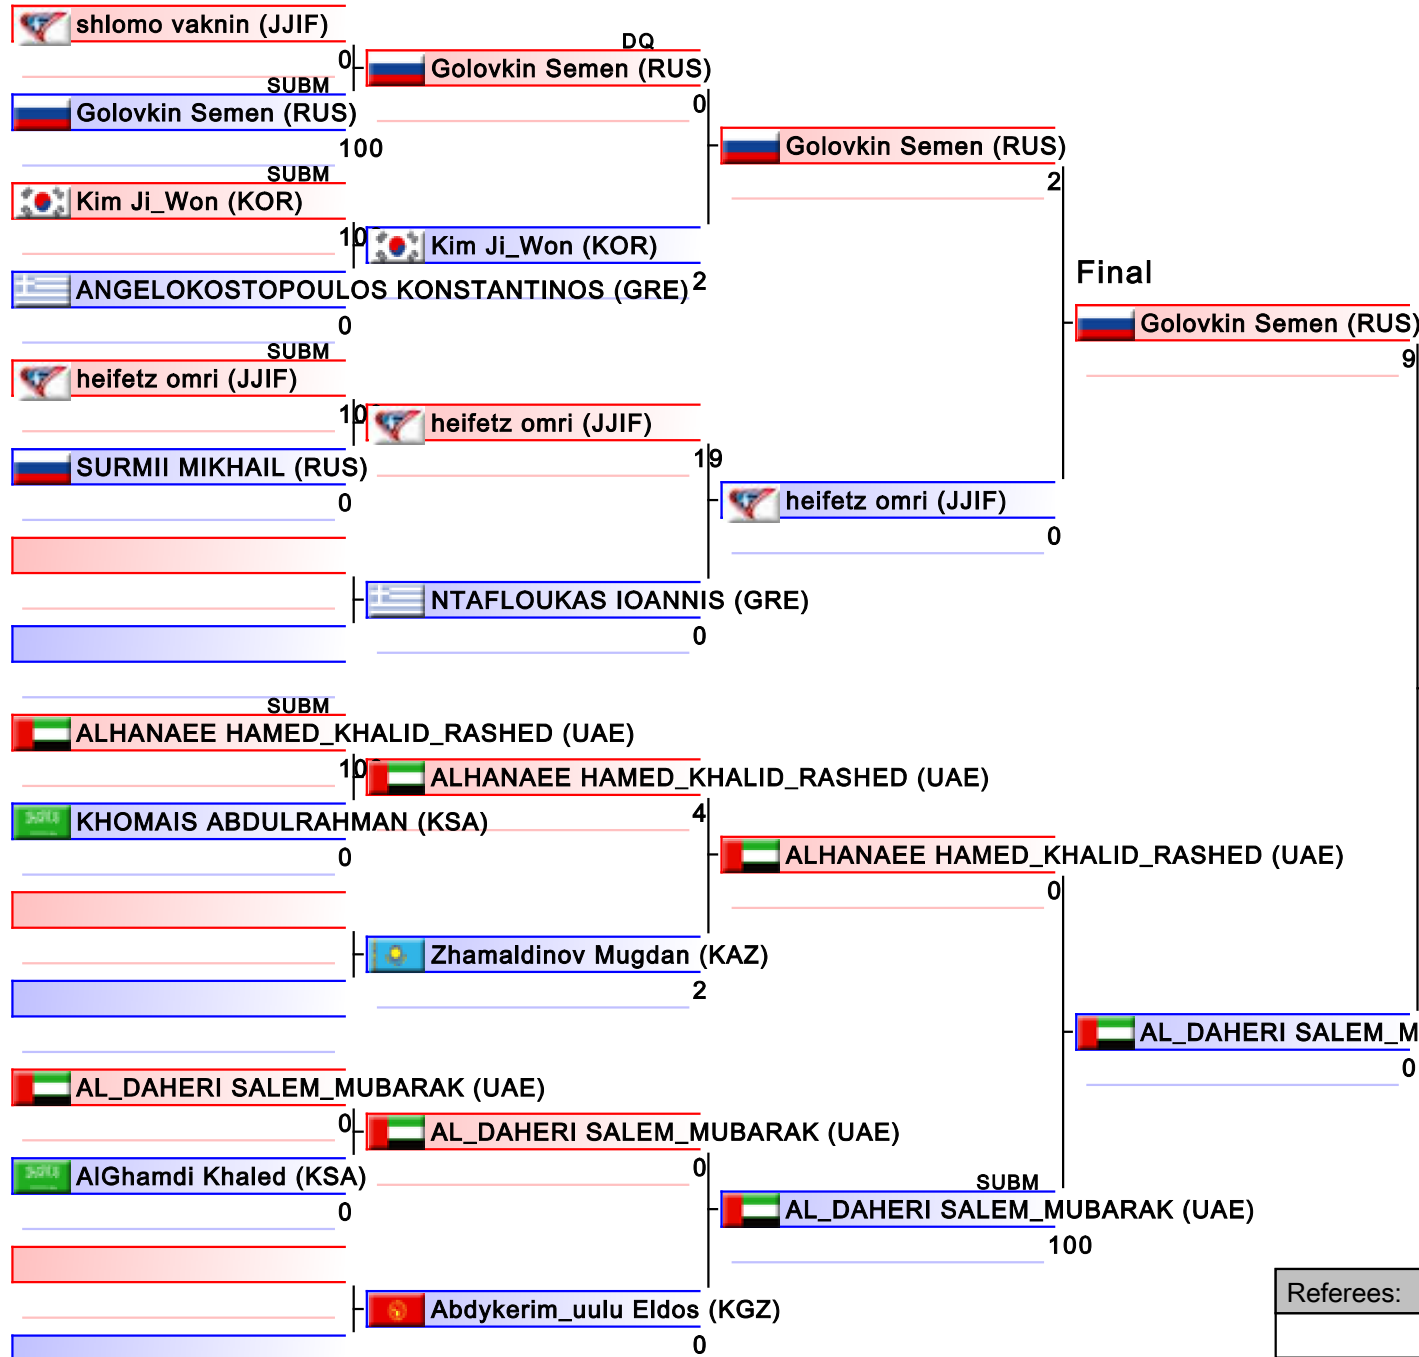 shlomo vaknin (JJIF)
0
SUBM
Golovkin Semen (RUS)
100
SUBM
Kim Ji_Won (KOR)
ANGELOKOSTOPOULOS KONSTANTINOS (GRE)
0
SUBM
heifetz omri (JJIF)
SURMII MIKHAIL (RUS)
0
SUBM
ALHANAEE HAMED_KHALID_RASHED (UAE)
KHOMAIS ABDULRAHMAN (KSA)
0
AL_DAHERI SALEM_MUBARAK (UAE)
0
AlGhamdi Khaled (KSA)
0
DQ
Golovkin Semen (RUS)
0
Kim Ji_Won (KOR)
2
heifetz omri (JJIF)
19
NTAFLOUKAS IOANNIS (GRE)
0
ALHANAEE HAMED_KHALID_RASHED (UAE)
4
Zhamaldinov Mugdan (KAZ)
2
AL_DAHERI SALEM_MUBARAK (UAE)
0
Abdykerim_uulu Eldos (KGZ)
0
Golovkin Semen (RUS)
2
heifetz omri (JJIF)
0
ALHANAEE HAMED_KHALID_RASHED (UAE)
0
SUBM
AL_DAHERI SALEM_MUBARAK (UAE)
100
Final
Golovkin Semen (RUS)
9
AL_DAHERI SALEM_M
0
Referees: